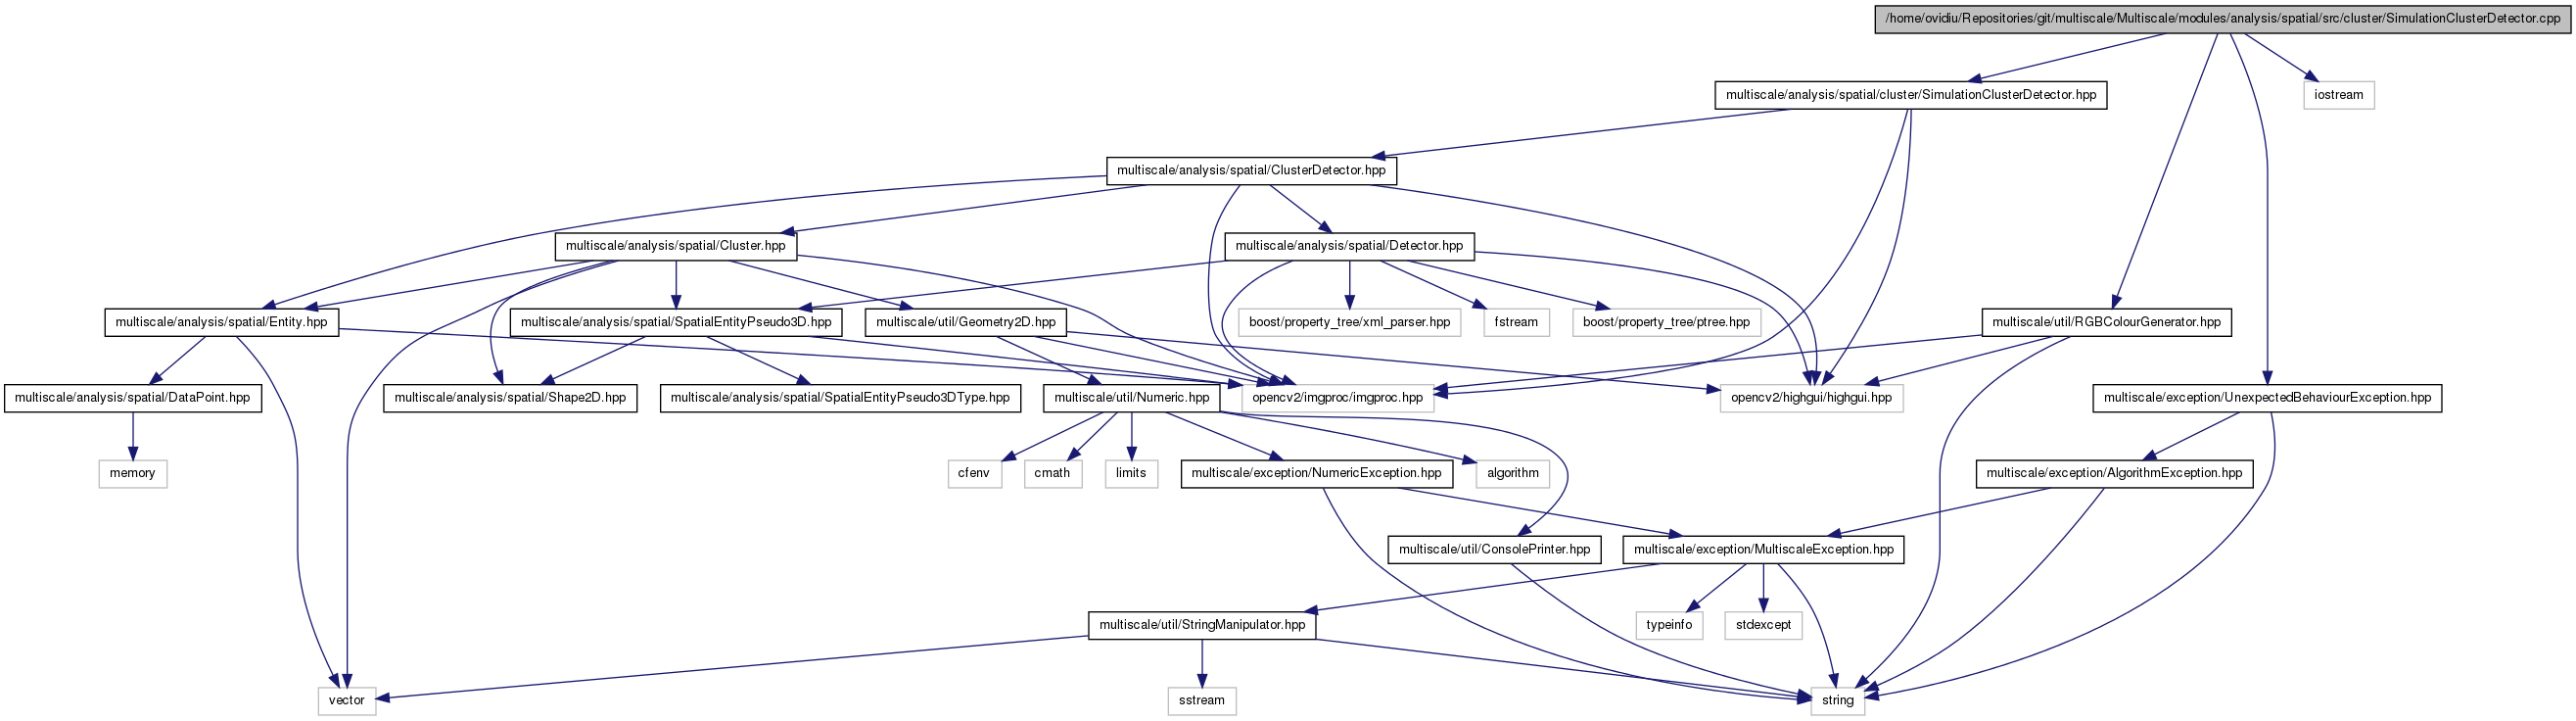 /home/ovidiu/Repositories/git/multiscale/Multiscale/modules/analysis/spatial/src/cluster/SimulationClusterDetector.cpp
multiscale/analysis/spatial/cluster/SimulationClusterDetector.hpp
iostream
multiscale/analysis/spatial/ClusterDetector.hpp
multiscale/analysis/spatial/Cluster.hpp
multiscale/analysis/spatial/Detector.hpp
multiscale/analysis/spatial/Entity.hpp
multiscale/analysis/spatial/SpatialEntityPseudo3D.hpp
multiscale/util/Geometry2D.hpp
boost/property_tree/xml_parser.hpp
fstream
boost/property_tree/ptree.hpp
multiscale/util/RGBColourGenerator.hpp
multiscale/analysis/spatial/DataPoint.hpp
multiscale/analysis/spatial/Shape2D.hpp
multiscale/analysis/spatial/SpatialEntityPseudo3DType.hpp
multiscale/util/Numeric.hpp
opencv2/imgproc/imgproc.hpp
opencv2/highgui/highgui.hpp
multiscale/exception/UnexpectedBehaviourException.hpp
memory
cfenv
cmath
limits
multiscale/exception/NumericException.hpp
algorithm
multiscale/exception/AlgorithmException.hpp
multiscale/util/ConsolePrinter.hpp
multiscale/exception/MultiscaleException.hpp
multiscale/util/StringManipulator.hpp
typeinfo
stdexcept
vector
sstream
string